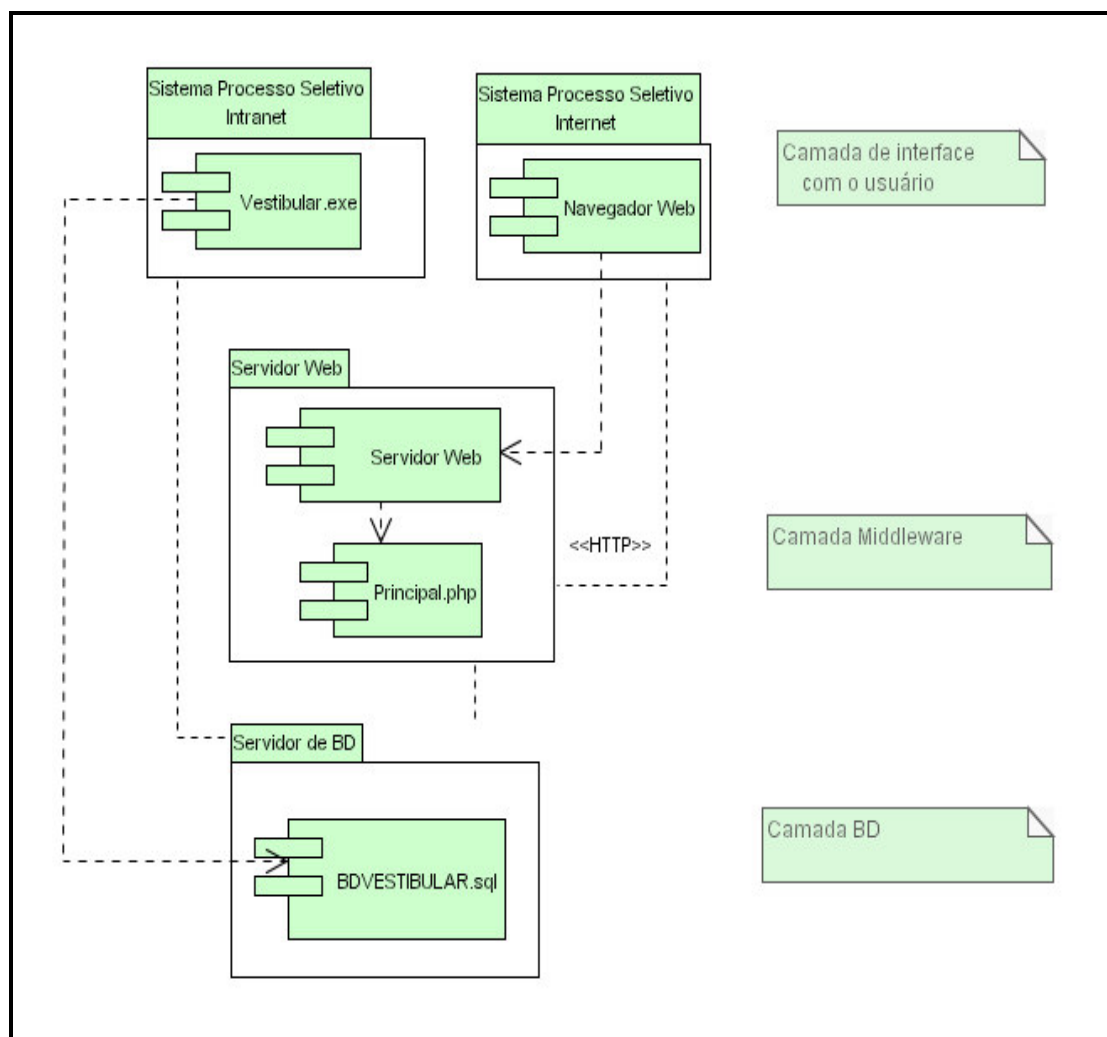 Sistema Processo Seletivo
Intranet
Vestibular.exe
Sistema Processo Seletivo
Internet
Navegador Web
Camada de interface
com o usuário
Servidor Web
Servidor Web
Principal.php
<<HTTP>>
Camada Middleware
Servidor de BD
BDVESTIBULAR.sql
Camada BD